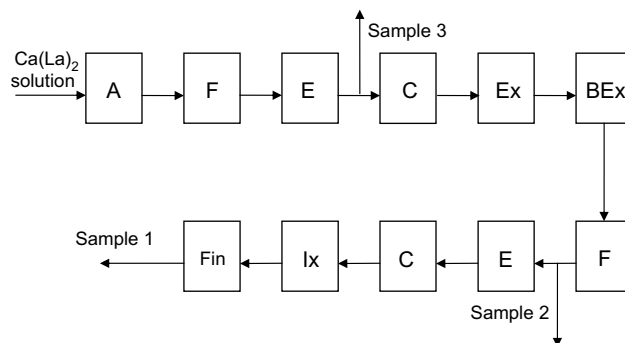 Ca(La)2
solution
Sample 3
A
F
E
C
Ex
BEx
Sample 1
Fin
Ix
C
E
F
Sample 2